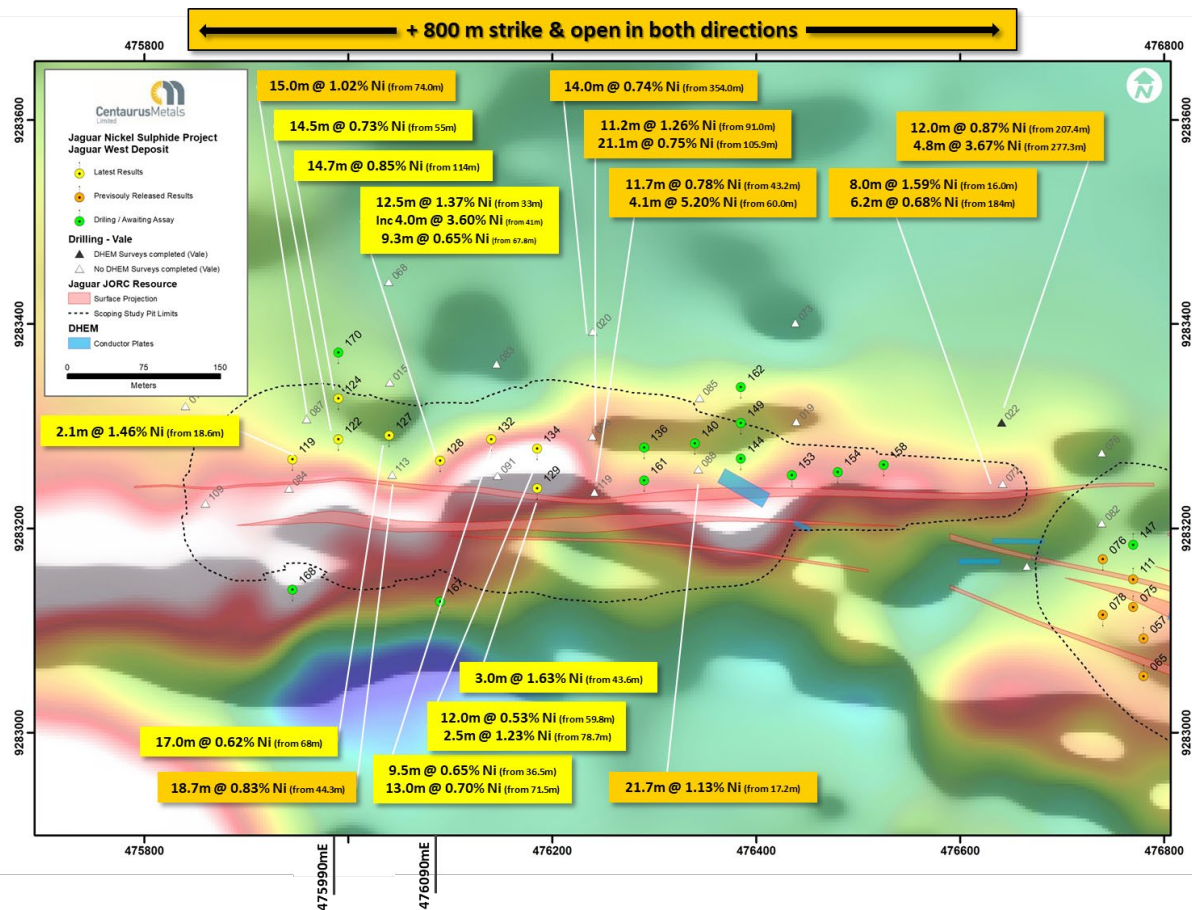 + 800 m strike & open in both directions
475800
476800
9283600
9283400
9283200
9283000
9283600
9283400
9283200
9283000
CentaurusMetals
Limited
Jaguar Nickel Sulphide Project
Jaguar West Deposit
Latest Results
Previsouly Released Results
Driling / Awaiting Assay
Drilling - Vale
DHEM Surveys completed (Vale)
No DHEM Surveys completed (Vale)
Jaguar JORC Resource
Surface Projection
Scoping Study Pit Limits
DHEM
Conductor Plates
0 75 150
Meters
N
15.0m @ 1.02% Ni (from 74.0m)
14.5m @ 0.73% Ni (from 55m)
14.7m @ 0.85% Ni (from 114m)
12.5m @ 1.37% Ni (from 33m)
Inc 4.0m @ 3.60% Ni (from 41m)
9.3m @ 0.65% Ni (from 67.8m)
14.0m @ 0.74% Ni (from 354.0m)
11.2m @ 1.26% Ni (from 91.0m)
21.1m @ 0.75% Ni (from 105.9m)
11.7m @ 0.78% Ni (from 43.2m)
4.1m @ 5.20% Ni (from 60.0m)
12.0m @ 0.87% Ni (from 207.4m)
4.8m @ 3.67% Ni (from 277.3m)
8.0m @ 1.59% Ni (from 16.0m)
6.2m @ 0.68% Ni (from 184m)
2.1m @ 1.46% Ni (from 18.6m)
068
020
073
170
015
083
124
087
122
127
085
162
149
019
022
119
084
113
128
132
134
136
140
144
109
091
129
119
161
088
153
154
158
072
076
082
147
168
167
076
111
075
078
057
065
3.0m @ 1.63% Ni (from 43.6m)
12.0m @ 0.53% Ni (from 59.8m)
2.5m @ 1.23% Ni (from 78.7m)
17.0m @ 0.62% Ni (from 68m)
18.7m @ 0.83% Ni (from 44.3m)
9.5m @ 0.65% Ni (from 36.5m)
13.0m @ 0.70% Ni (from 71.5m)
21.7m @ 1.13% Ni (from 17.2m)
475800
476200
476400
476600
476800
475990mE
476090mE